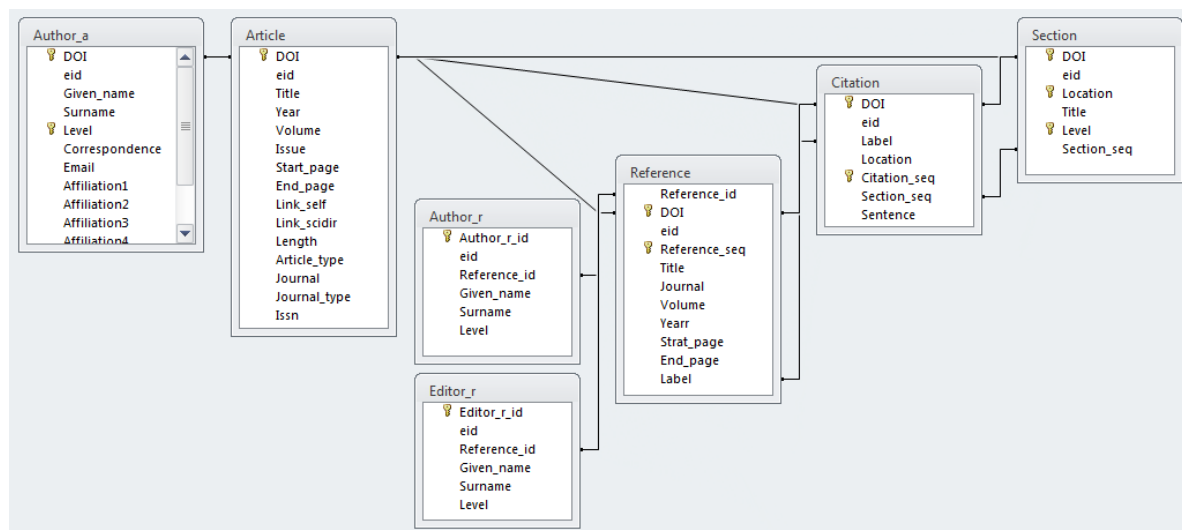 Author_a
DOI
eid
Given_name
Surname
Level
Correspondence
Email
Affiliation1
Affiliation2
Affiliation3
Affiliation4
Article
DOI
eid
Title
Year
Volume
Issue
Start_page
End_page
Link_self
Link_scidir
Length
Article_type
Journal
Journal_type
Issn
Author_r
Author_r_id
eid
Reference_id
Given_name
Surname
Level
Editor_r
Editor_r_id
eid
Reference_id
Given_name
Surname
Level
Reference
Reference_id
DOI
eid
Reference_seq
Title
Journal
Volume
Yearr
Strat_page
End_page
Label
Citation
DOI
eid
Label
Location
Citation_seq
Section_seq
Sentence
Section
DOI
eid
Location
Title
Level
Section_seq